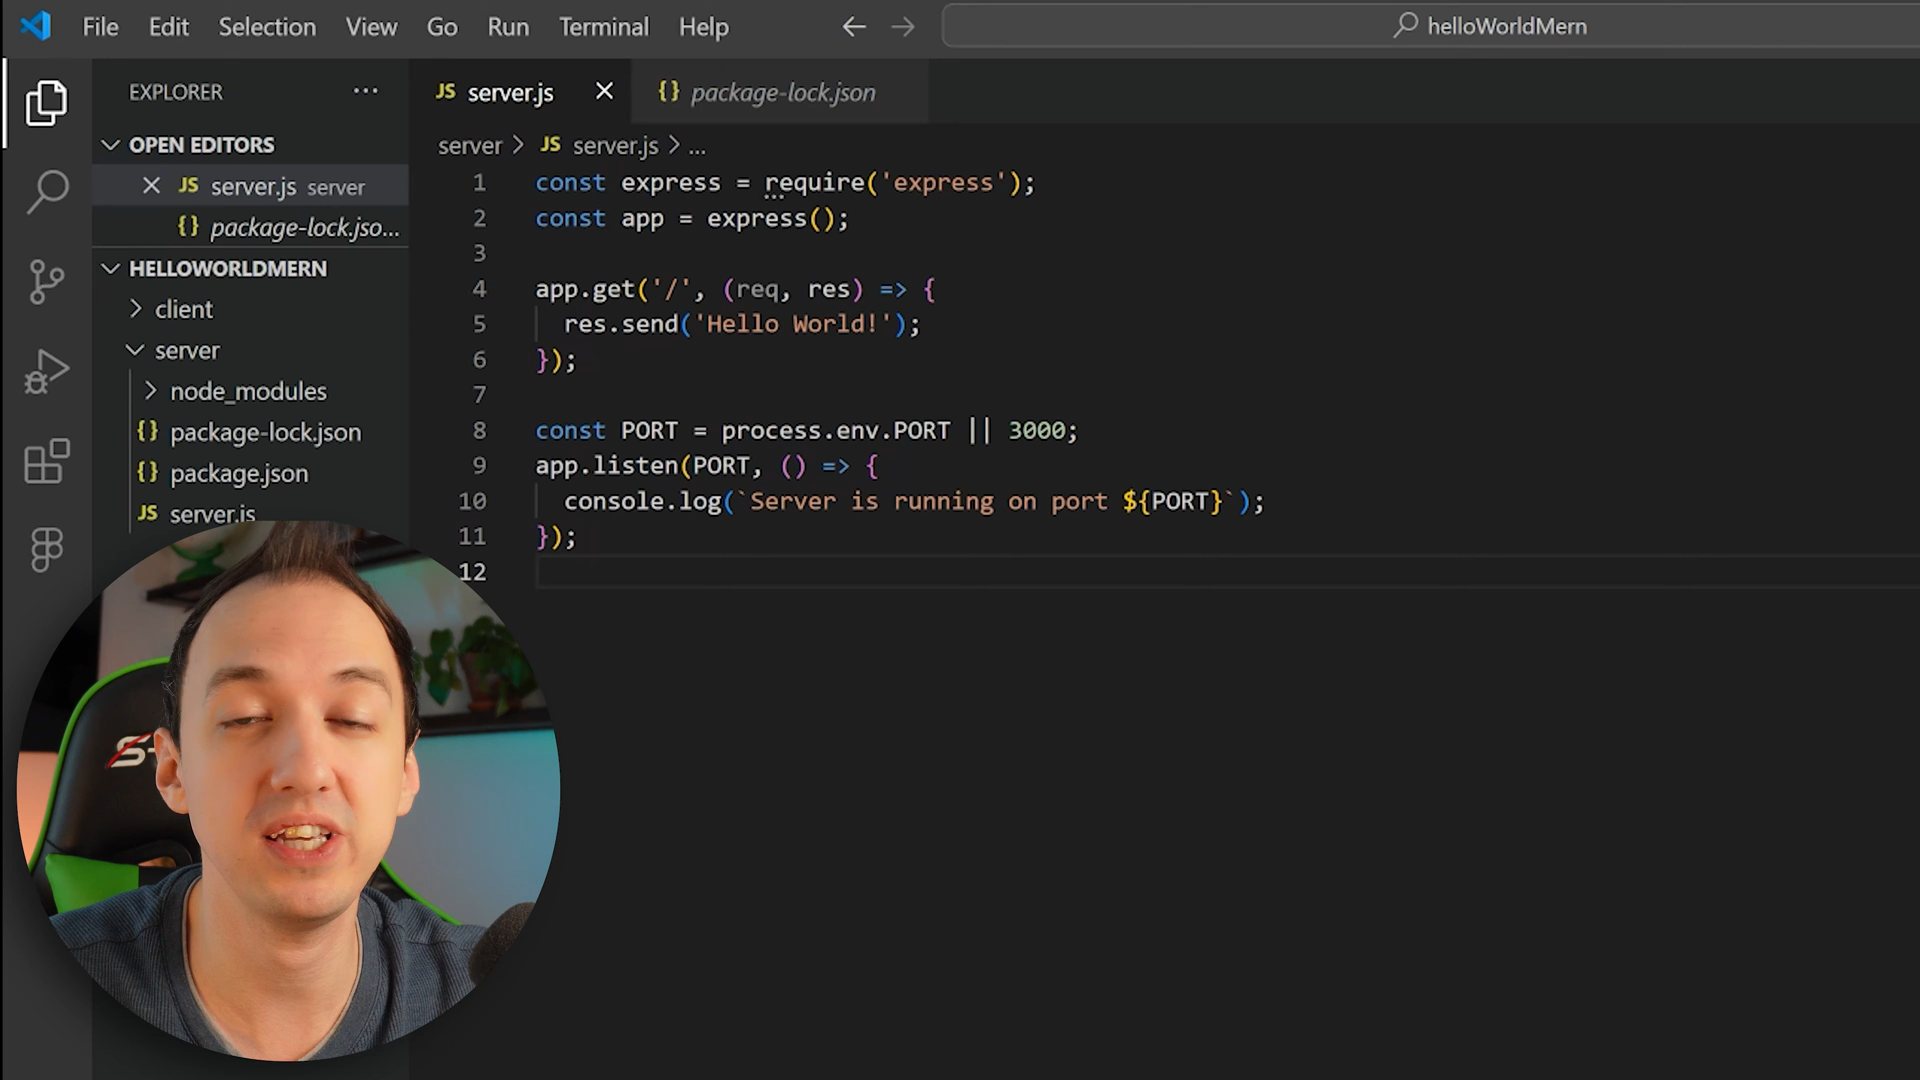 File Edit Selection View Go Run Terminal Help
helloWorldMern
EXPLORER
OPEN EDITORS
JS server.js server
{} package-lock.jso...
HELLOWORLDMERN
client
server
node_modules
{} package-lock.json
{} package.json
JS server.js
JS server.js
{} package-lock.json
server > JS server.js > ...
1 const express = require('express');
2 const app = express();
3
4 app.get('/', (req, res) => {
5 res.send('Hello World!');
6 });
7
8 const PORT = process.env.PORT || 3000;
9 app.listen(PORT, () => {
10 console.log(`Server is running on port ${PORT}`);
11 });
12